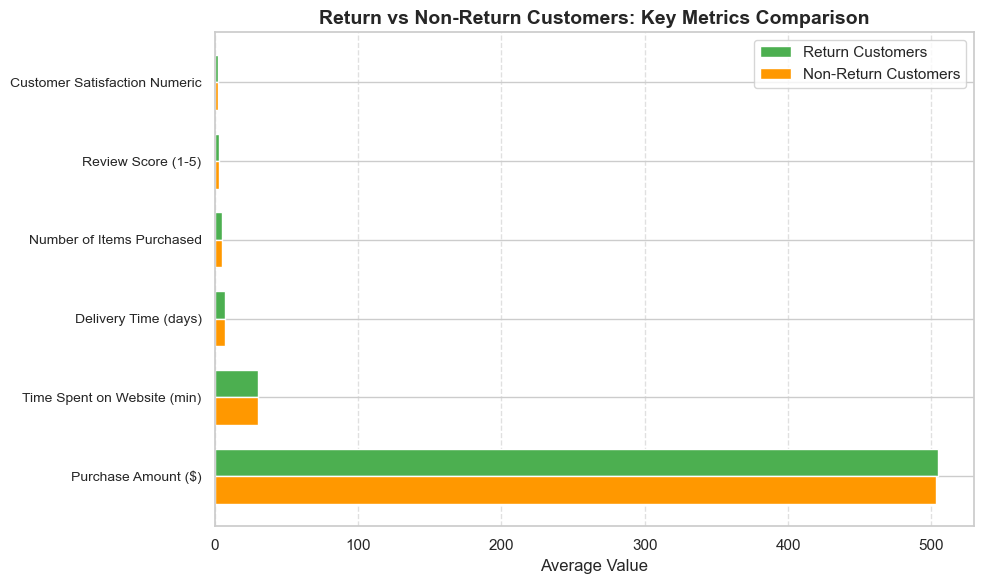 Return vs Non-Return Customers: Key Metrics Comparison
Return Customers
Non-Return Customers
Customer Satisfaction Numeric
Review Score (1-5)
Number of Items Purchased
Delivery Time (days)
Time Spent on Website (min)
Purchase Amount ($)
0 100 200 300 400 500
Average Value